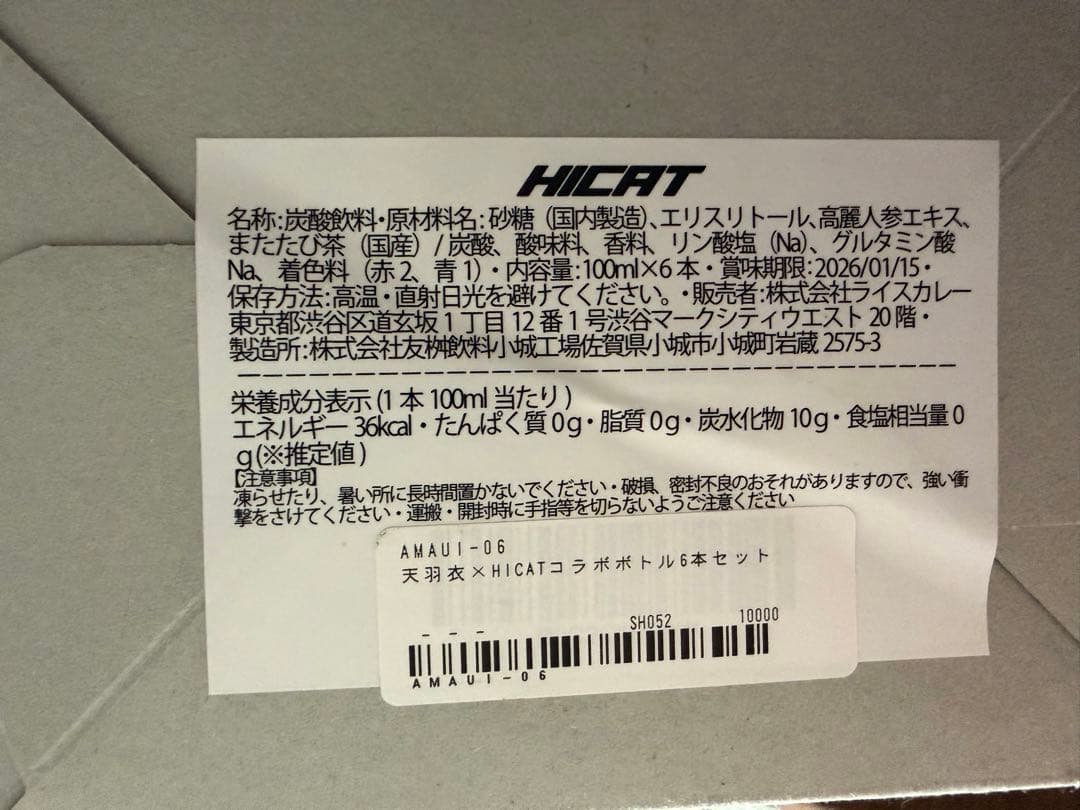 HICAT
名称:炭酸飲料・原材料名:砂糖（国内製造）、エリスリトール、高麗人参エキス、
またたび茶（国産）/炭酸、酸味料、香料、リン酸塩（Na）、グルタミン酸
Na、着色料（赤2、青1）・内容量:100ml×6本・賞味期限:2026/01/15・
保存方法:高温・直射日光を避けてください。・販売者:株式会社ライスカレー
東京都渋谷区道玄坂1丁目12番1号渋谷マークシティウエスト20階・
製造所:株式会社友桝飲料小城工場佐賀県小城市小城町岩蔵2575-3
栄養成分表示(1本100ml当たり)
エネルギー36kcal・たんぱく質0g・脂質0g・炭水化物10g・食塩相当量0
g(※推定値)
【注意事項】
凍らせたり、暑い所に長時間置かないでください・破損、密封不良のおそれがありますので、強い衝
撃をさけてください・運搬・開封時に手指等を切らないようご注意ください
AMAUI-06
天羽衣×HICATコラボボトル6本セット
SH052 10000
AMAUI-06